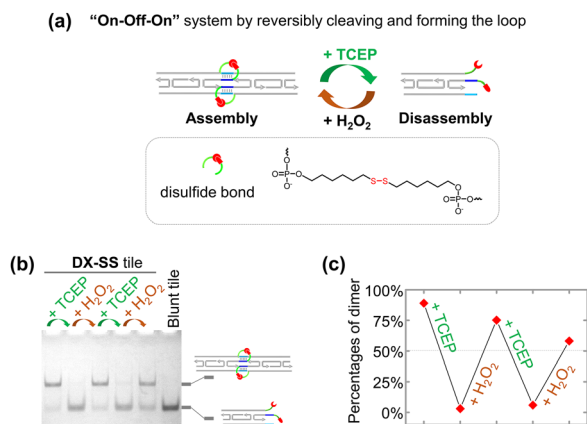 (a) "On-Off-On" system by reversibly cleaving and forming the loop
+ TCEP
+ H₂O₂
Assembly
Disassembly
disulfide bond
O
O
P
O⁻
O
S
S
O
O
P
O
O⁻
(b)
DX-SS tile
+ TCEP
+ H₂O₂
+ TCEP
+ H₂O₂
Blunt tile
(c)
Percentages of dimer
100%
75%
50%
25%
0%
+ TCEP
+ H₂O₂
+ TCEP
+ H₂O₂